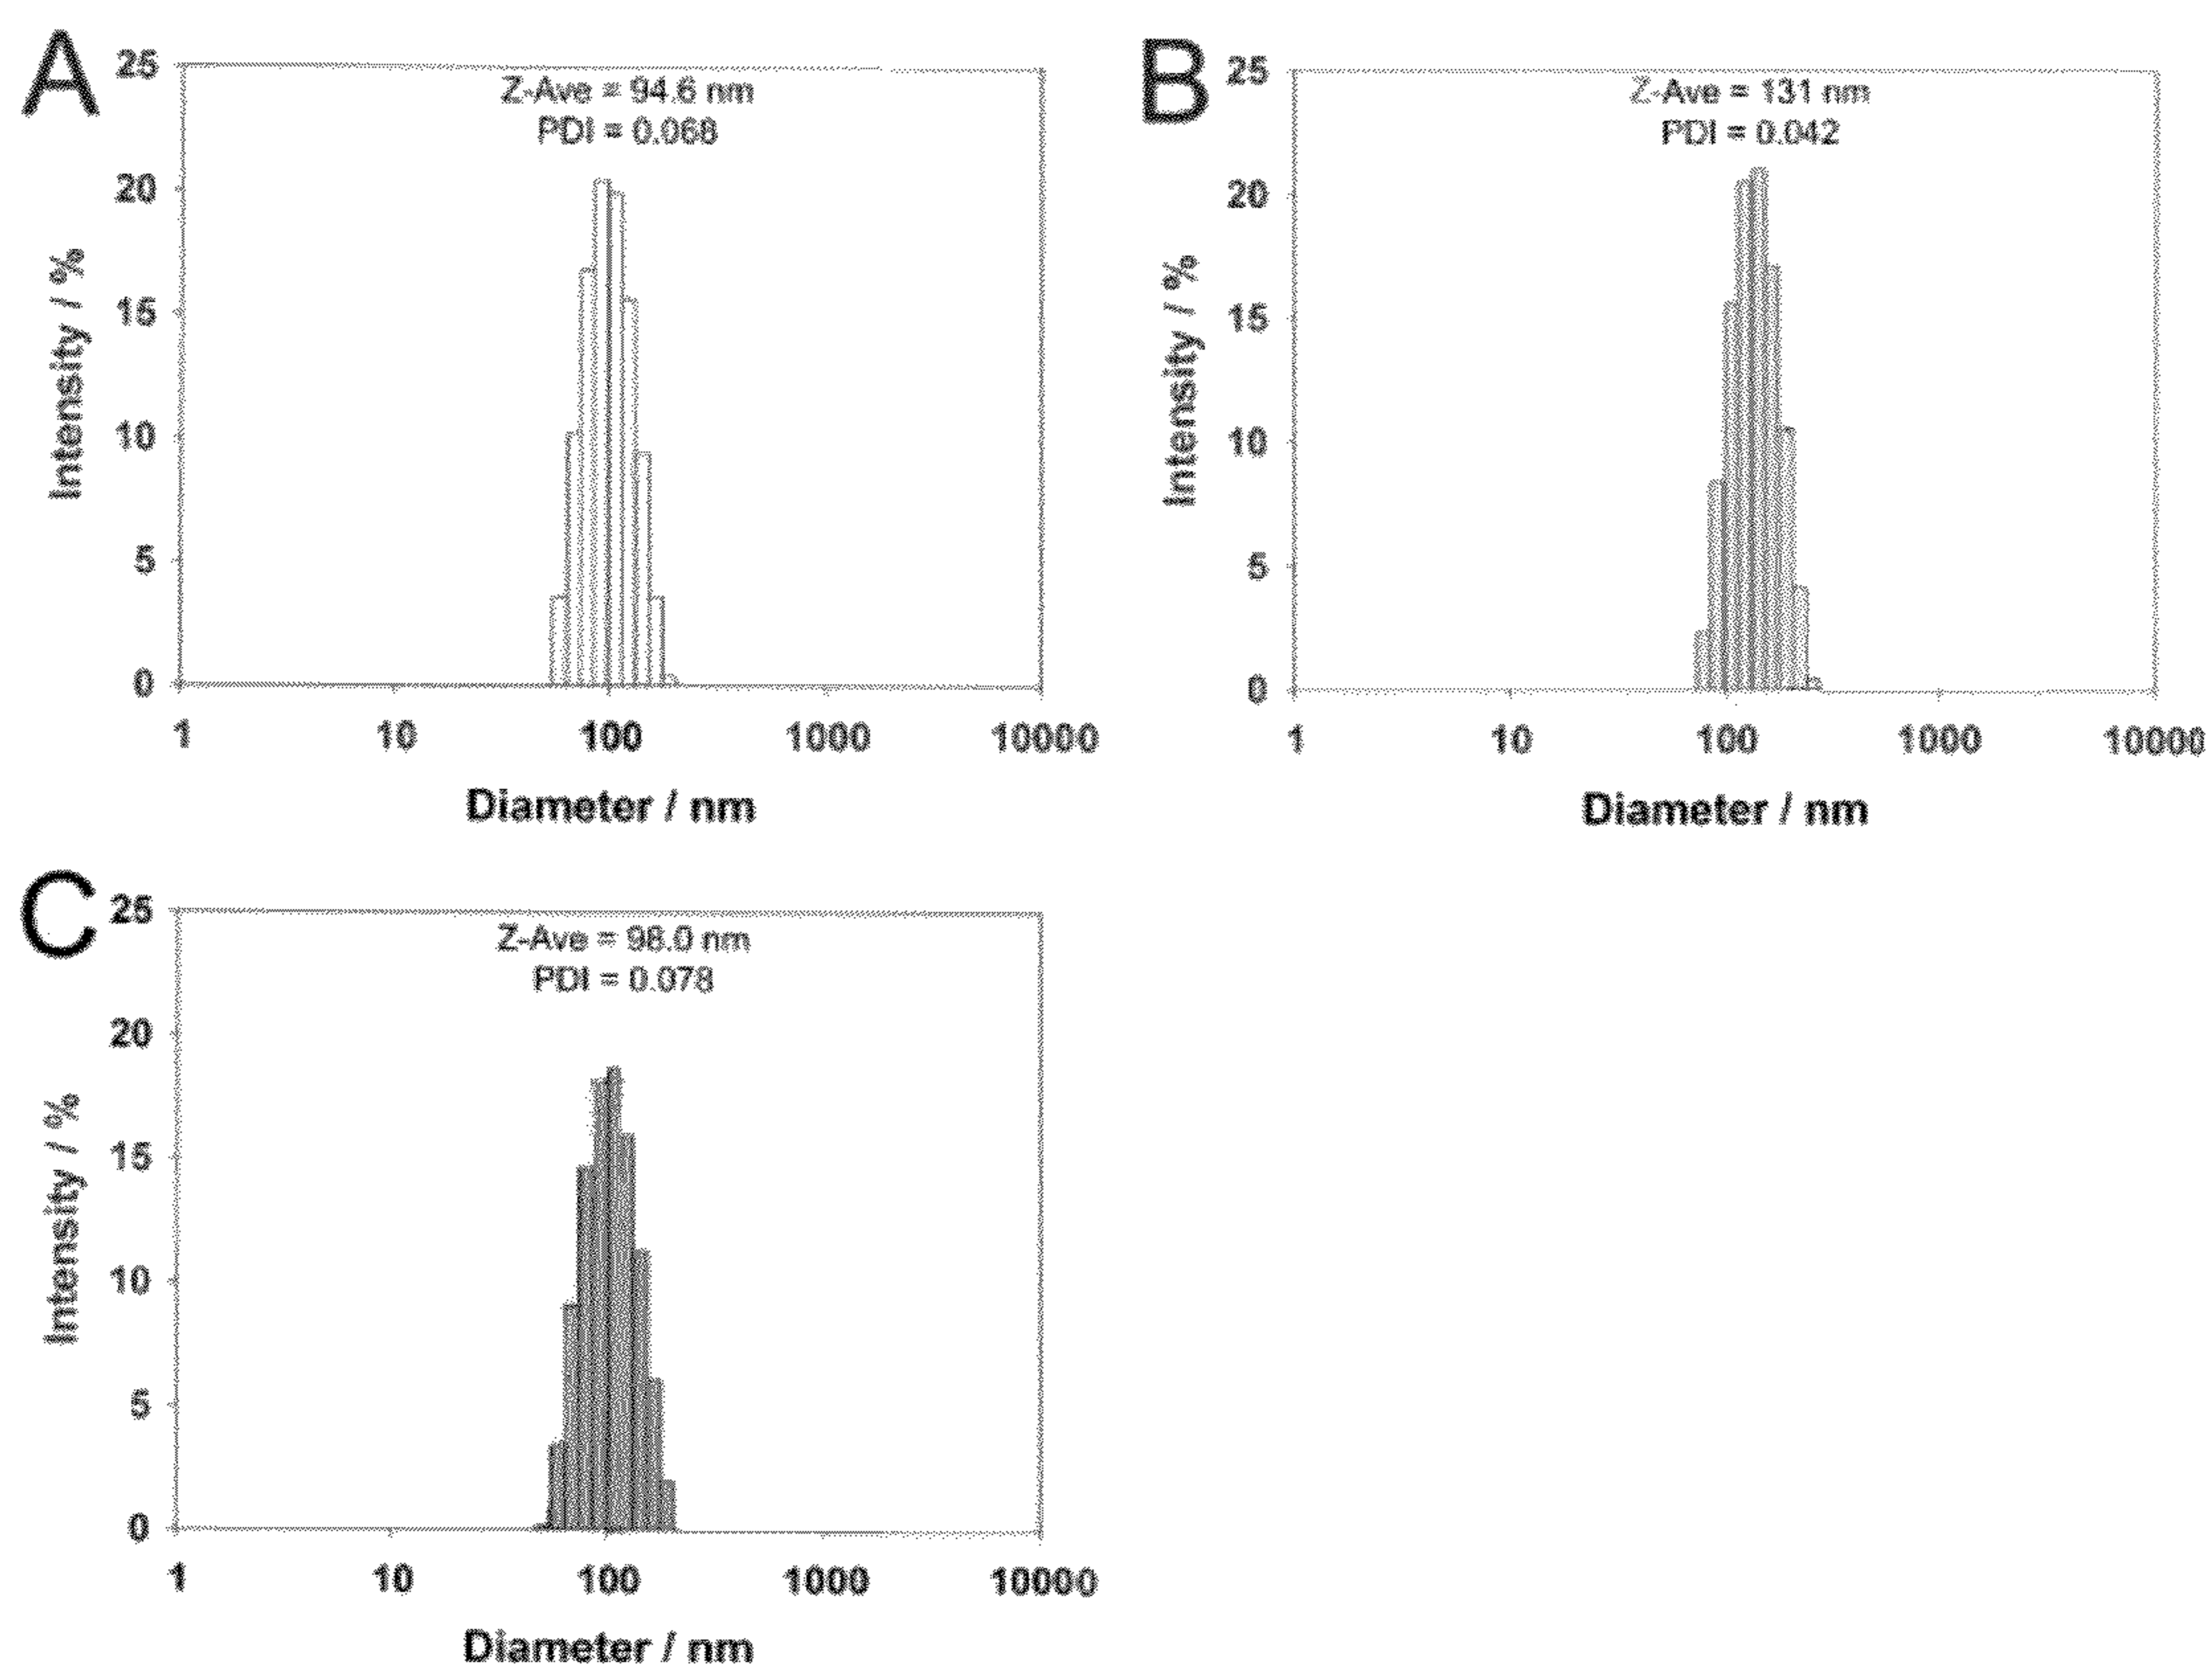 A
Z-Ave = 94.6 nm
PDI = 0.068
25
20
15
10
5
0
Intensity / %
1 10 100 1000 10000
Diameter / nm
B
Z-Ave = 131 nm
PDI = 0.042
25
20
15
10
5
0
Intensity / %
1 10 100 1000 10000
Diameter / nm
C
Z-Ave = 98.0 nm
PDI = 0.078
25
20
15
10
5
0
Intensity / %
1 10 100 1000 10000
Diameter / nm